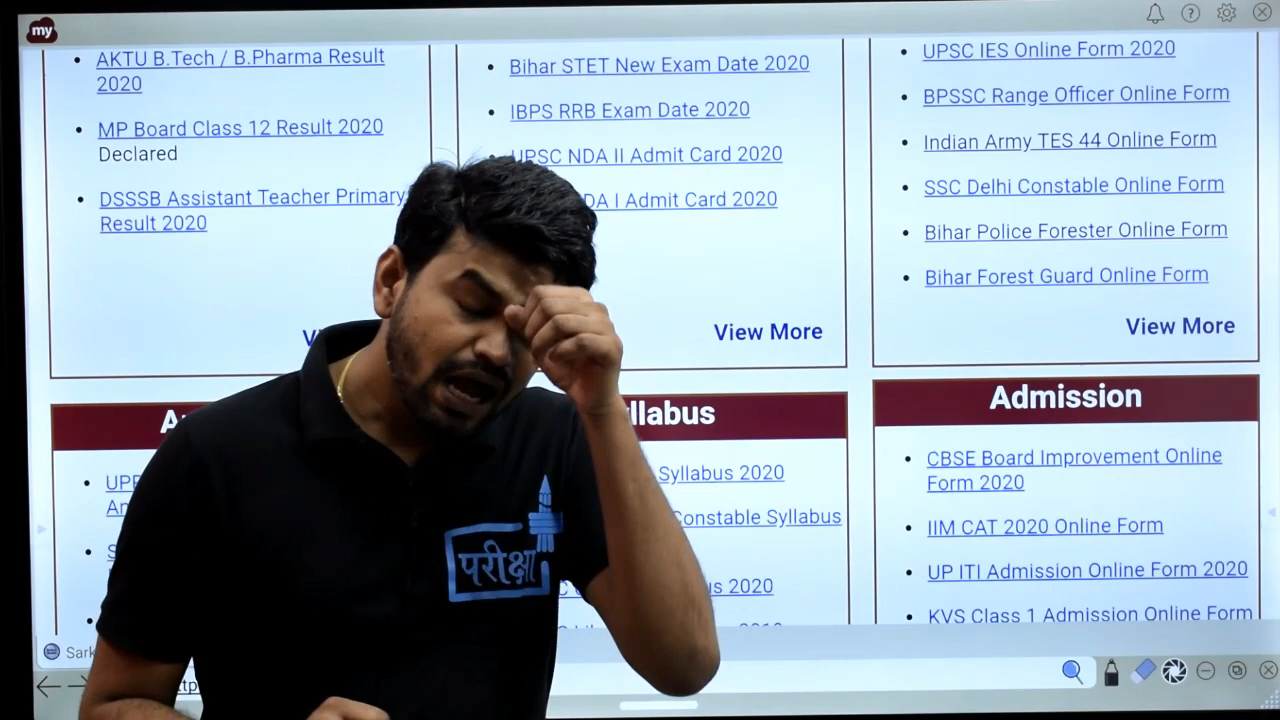 my
AKTU B.Tech / B.Pharma Result
2020
MP Board Class 12 Result 2020
Declared
DSSSB Assistant Teacher Primary
Result 2020
Bihar STET New Exam Date 2020
IBPS RRB Exam Date 2020
UPSC NDA II Admit Card 2020
I Admit Card 2020
View More
UPSC IES Online Form 2020
BPSSC Range Officer Online Form
Indian Army TES 44 Online Form
SSC Delhi Constable Online Form
Bihar Police Forester Online Form
Bihar Forest Guard Online Form
View More
Syllabus 2020
Constable Syllabus
2020
Admission
CBSE Board Improvement Online
Form 2020
IIM CAT 2020 Online Form
UP ITI Admission Online Form 2020
KVS Class 1 Admission Online Form
परीक्षा